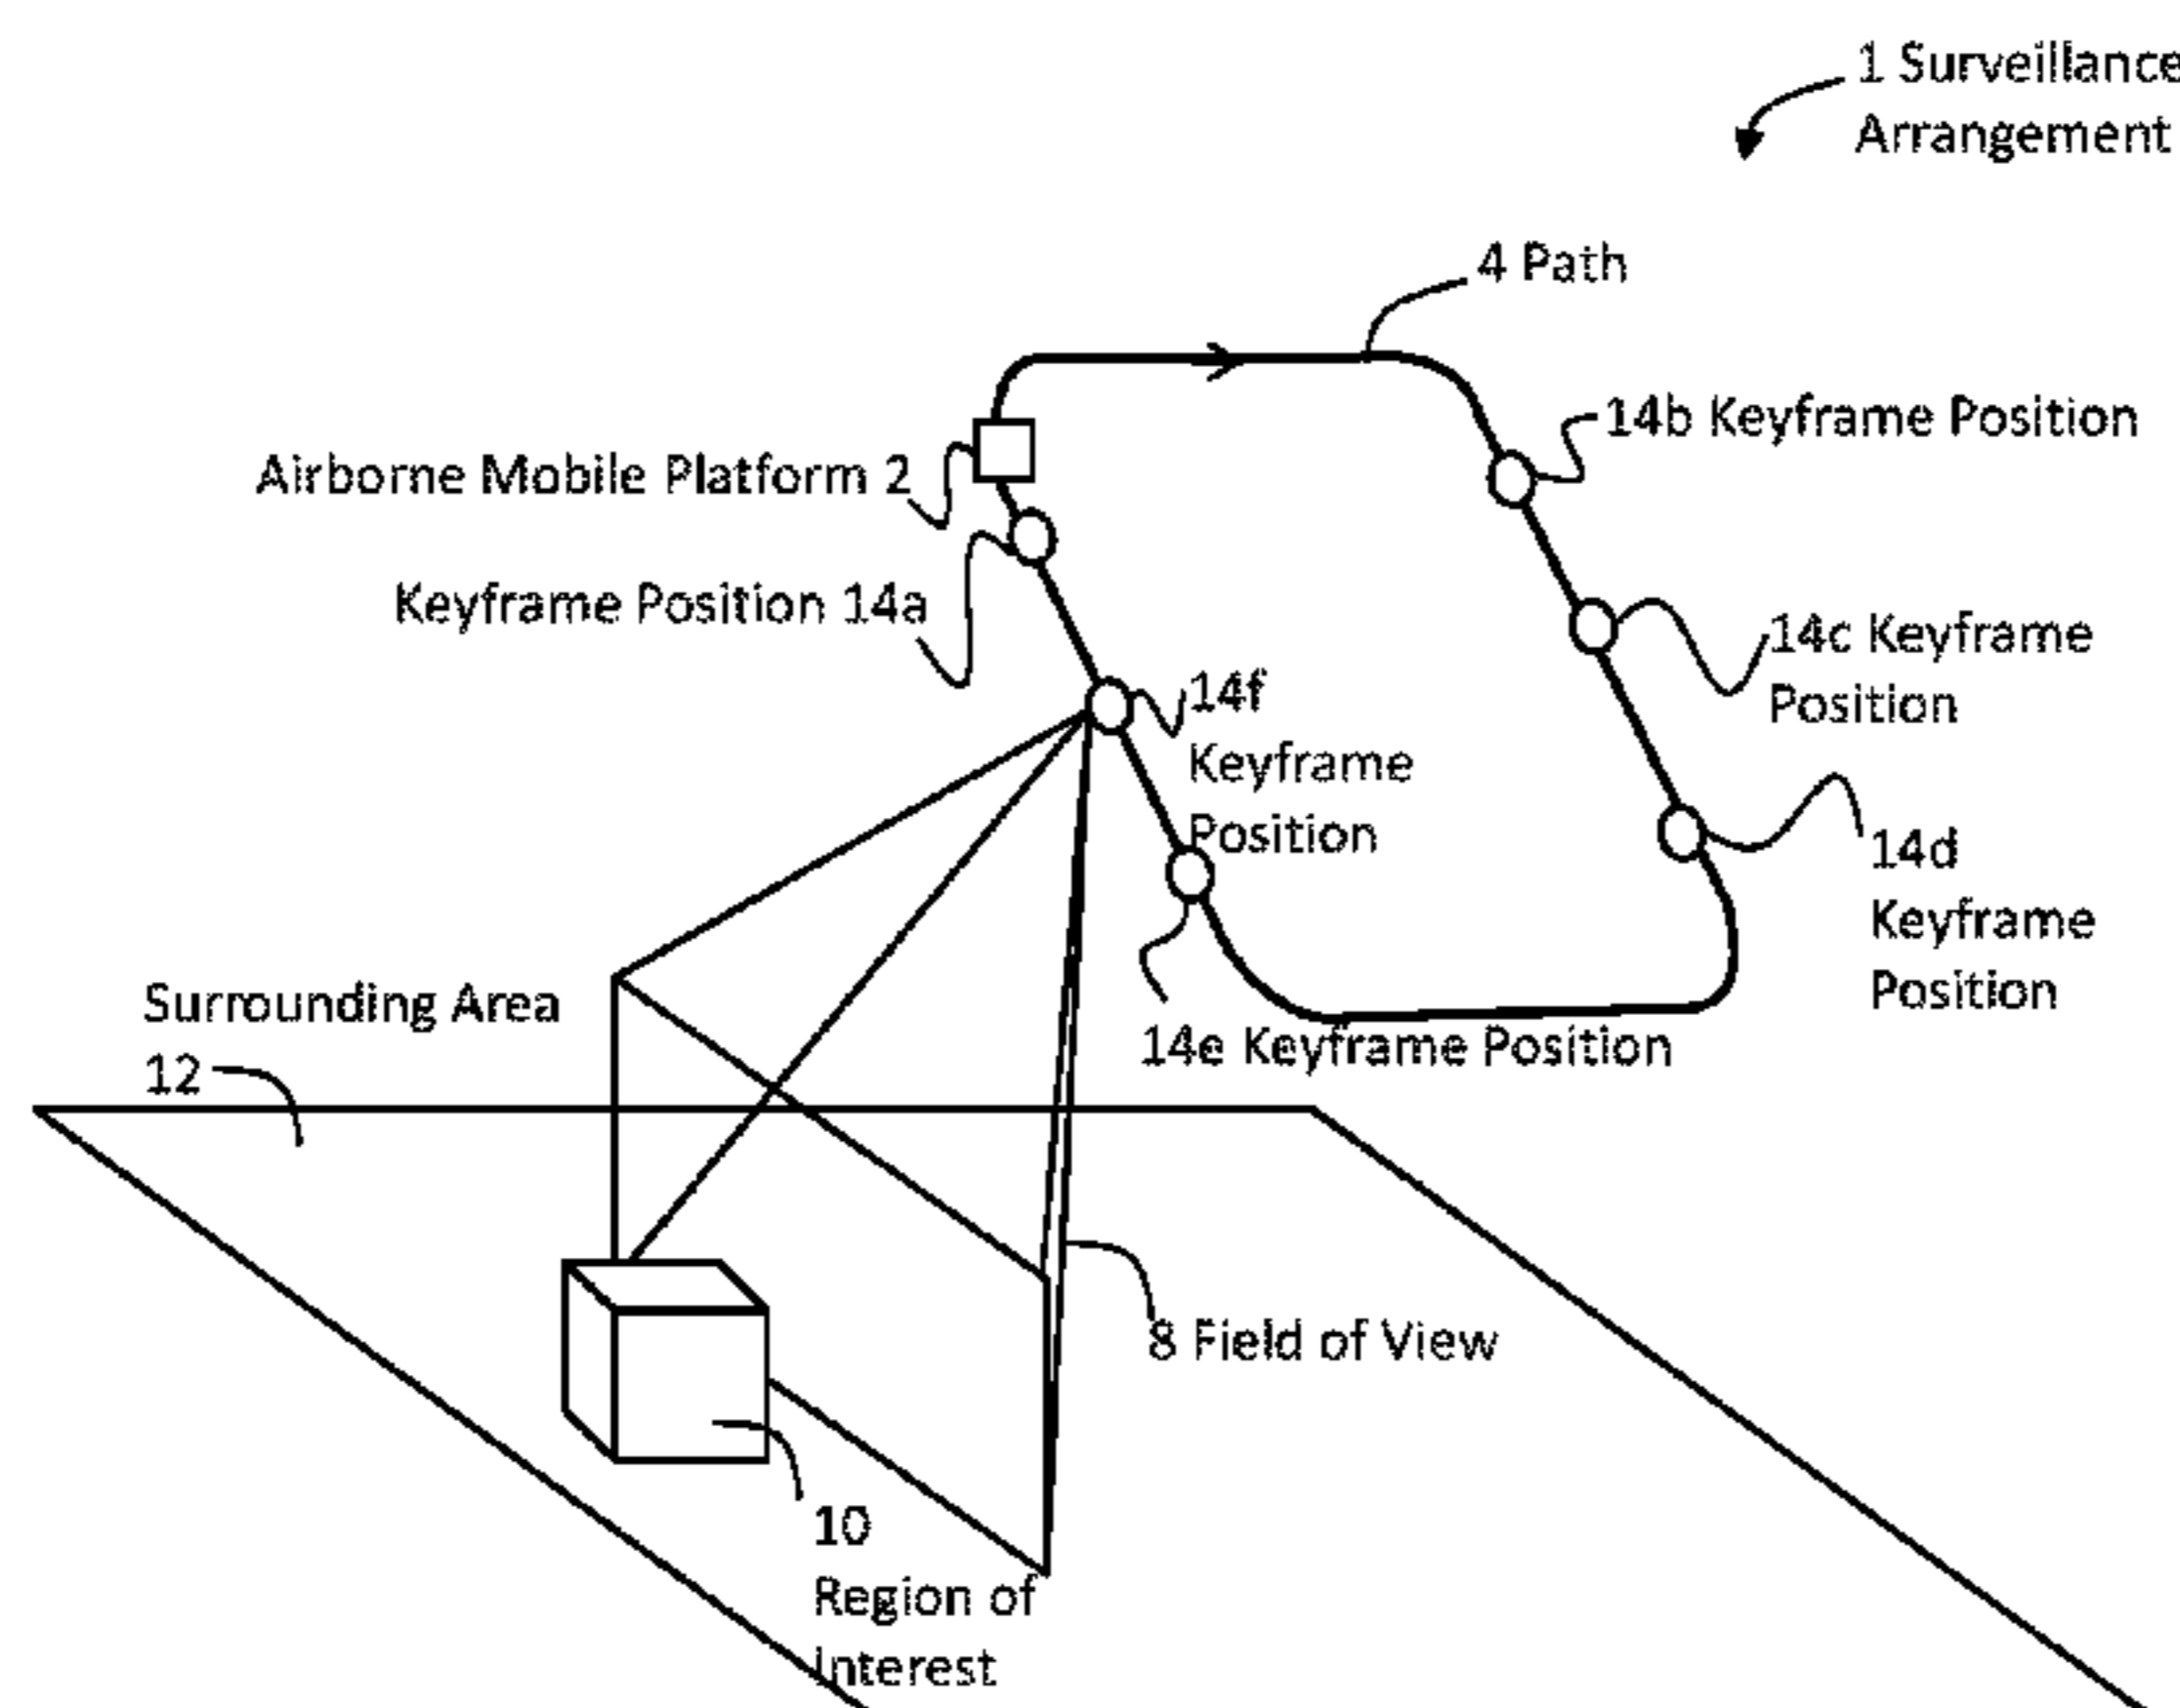 1 Surveillance
Arrangement
4 Path
14b Keyframe Position
Airborne Mobile Platform 2
Keyframe Position 14a
14c Keyframe
Position
14f
Keyframe
Position
14d
Keyframe
Position
Surrounding Area
12
14e Keyframe Position
8 Field of View
10
Region of
Interest